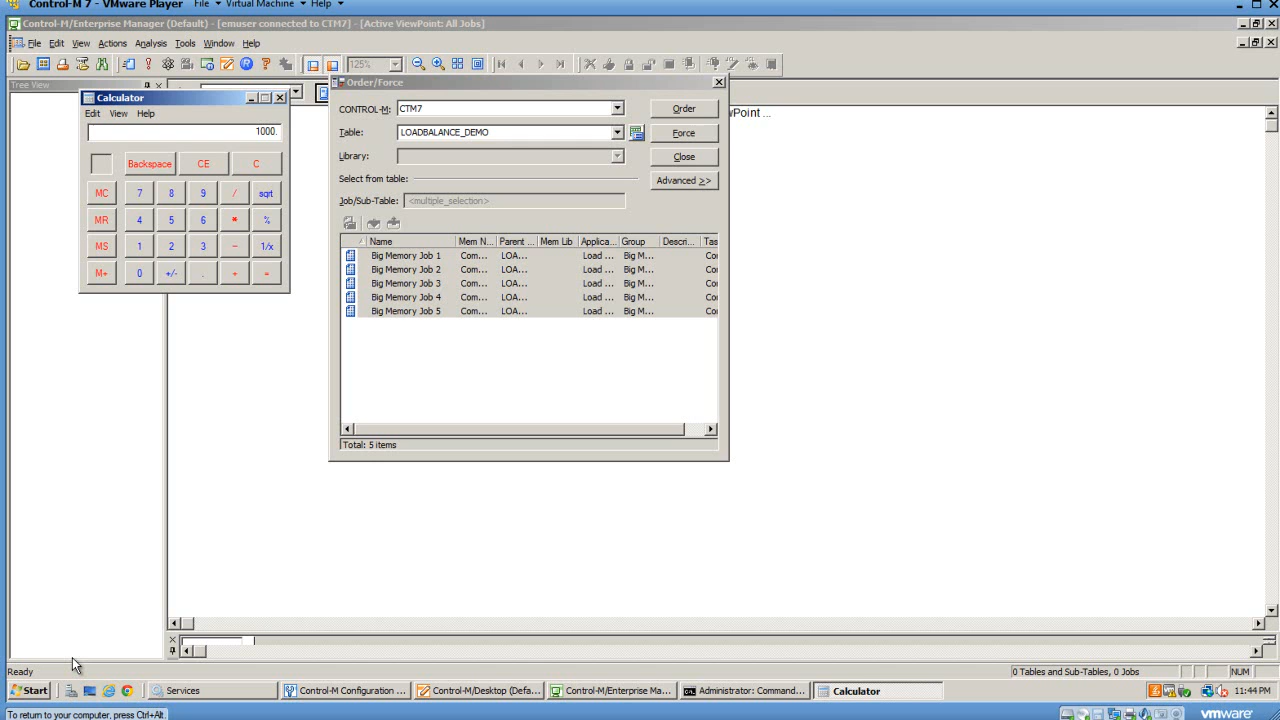 Control-M 7 - VMware Player File Virtual Machine Help
Control-M/Enterprise Manager (Default) - [emuser connected to CTM7] - [Active ViewPoint: All Jobs]
File Edit View Actions Analysis Tools Window Help
125%
Tree View
Order/Force
Calculator
Edit View Help
1000.
Backspace CE C
MC 7 8 9 / sqrt
MR 4 5 6 * %
MS 1 2 3 - 1/x
M+ 0 +/- . + =
CONTROL-M: CTM7 Order
Table: LOADBALANCE_DEMO Force
Library: Close
Select from table: Advanced >>
Job/Sub-Table: <multiple_selection>
Name Mem N... Parent ... Mem Lib Applica... Group Descri... Tas
Big Memory Job 1 Com... LOA... Load ... Big M... Cor
Big Memory Job 2 Com... LOA... Load ... Big M... Cor
Big Memory Job 3 Com... LOA... Load ... Big M... Cor
Big Memory Job 4 Com... LOA... Load ... Big M... Cor
Big Memory Job 5 Com... LOA... Load ... Big M... Cor
Total: 5 items
wPoint ...
Ready
0 Tables and Sub-Tables, 0 Jobs NUM
Start Services Control-M Configuration ... Control-M/Desktop (Defa... Control-M/Enterprise Ma... Administrator: Command... Calculator 11:44 PM
To return to your computer, press Ctrl+Alt. vmware